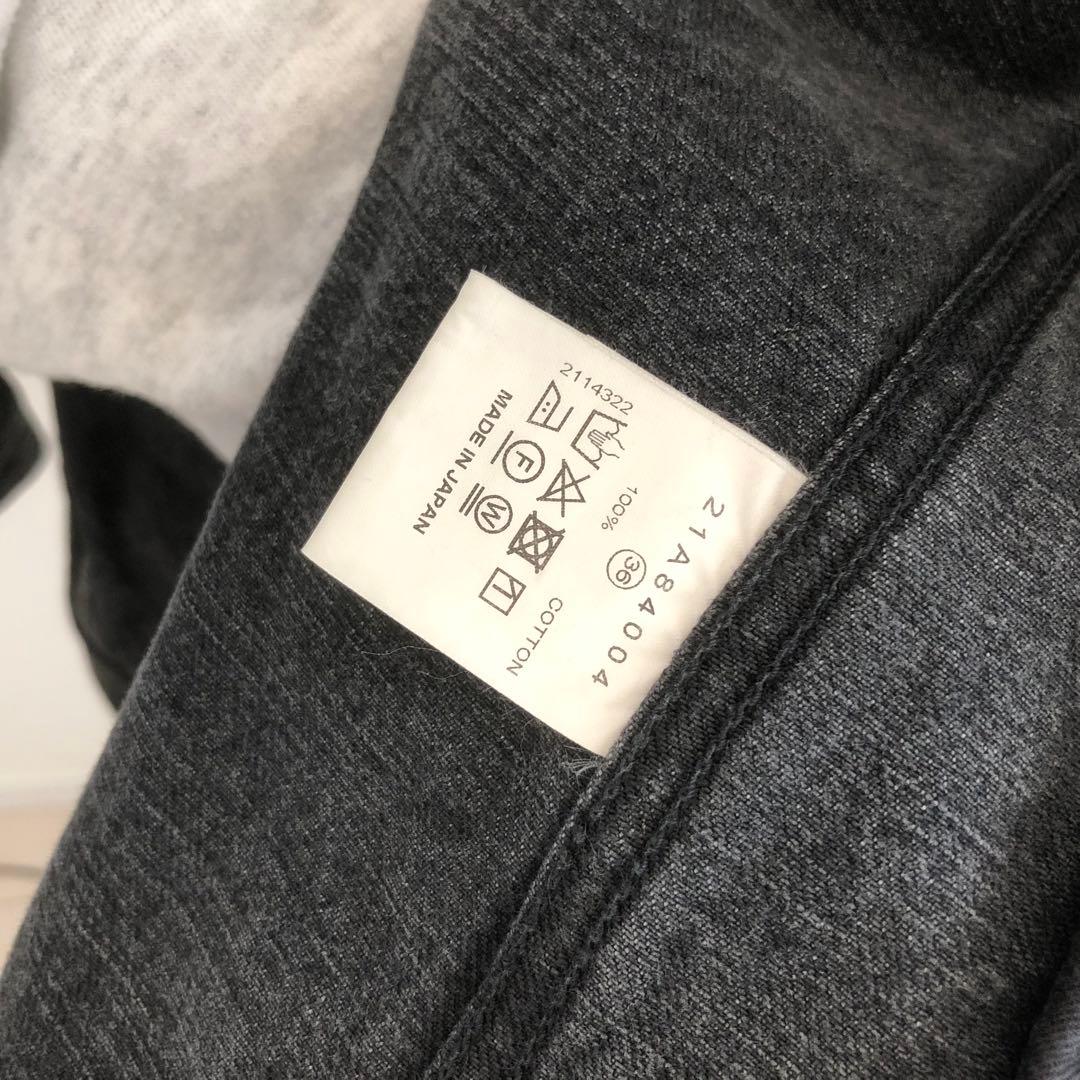 21A84004
36
100% COTTON
2114322
F
W
MADE IN JAPAN